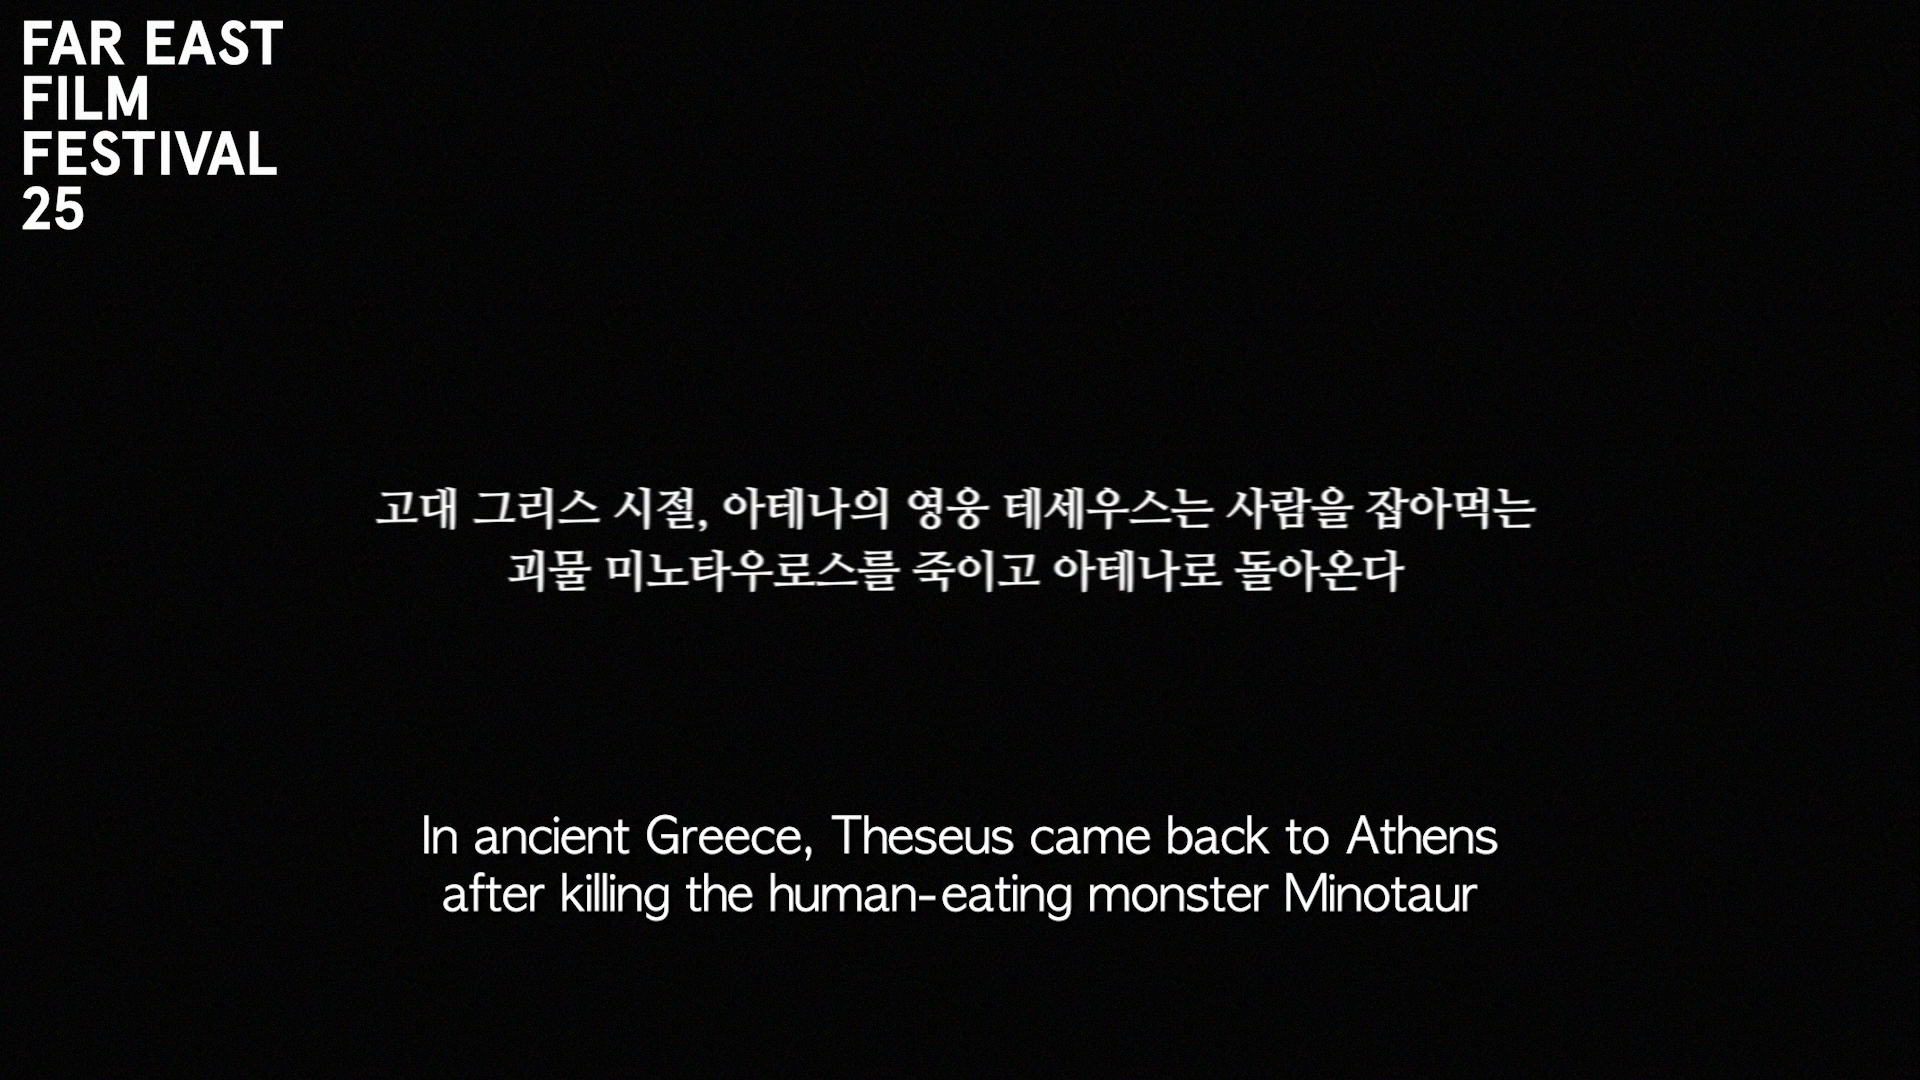 FAR EAST
FILM
FESTIVAL
25
고대 그리스 시절, 아테나의 영웅 테세우스는 사람을 잡아먹는
괴물 미노타우로스를 죽이고 아테나로 돌아온다
In ancient Greece, Theseus came back to Athens
after killing the human-eating monster Minotaur